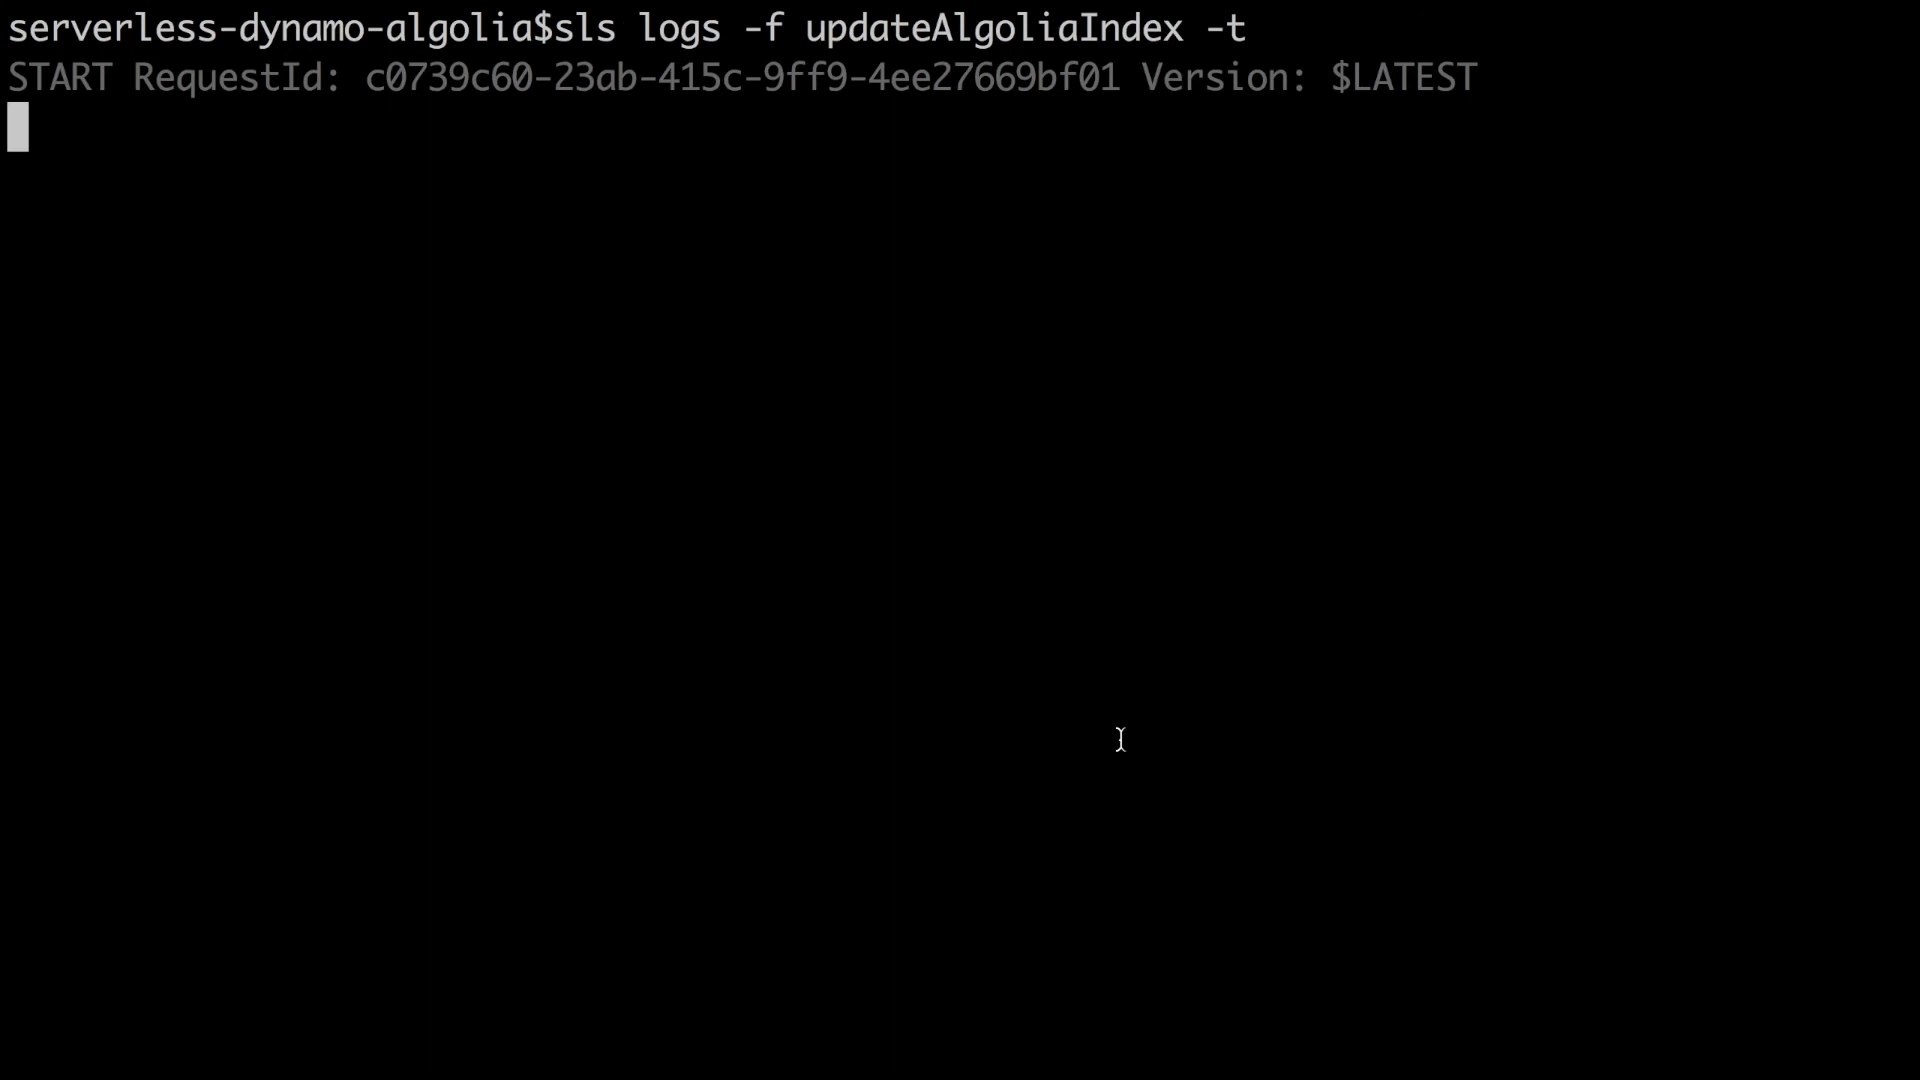 serverless-dynamo-algolia$sls logs -f updateAlgoliaIndex -t
START RequestId: c0739c60-23ab-415c-9ff9-4ee27669bf01 Version: $LATEST